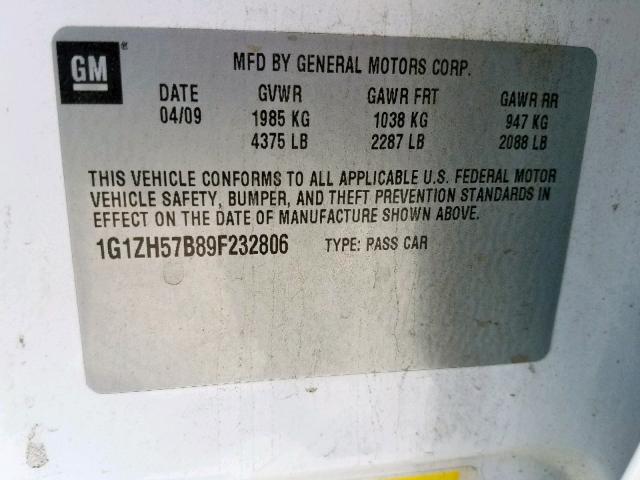 GM®
MFD BY GENERAL MOTORS CORP.
DATE GVWR GAWR FRT GAWR RR
04/09 1985 KG 1038 KG 947 KG
4375 LB 2287 LB 2088 LB
THIS VEHICLE CONFORMS TO ALL APPLICABLE U.S. FEDERAL MOTOR
VEHICLE SAFETY, BUMPER, AND THEFT PREVENTION STANDARDS IN
EFFECT ON THE DATE OF MANUFACTURE SHOWN ABOVE.
1G1ZH57B89F232806 TYPE: PASS CAR